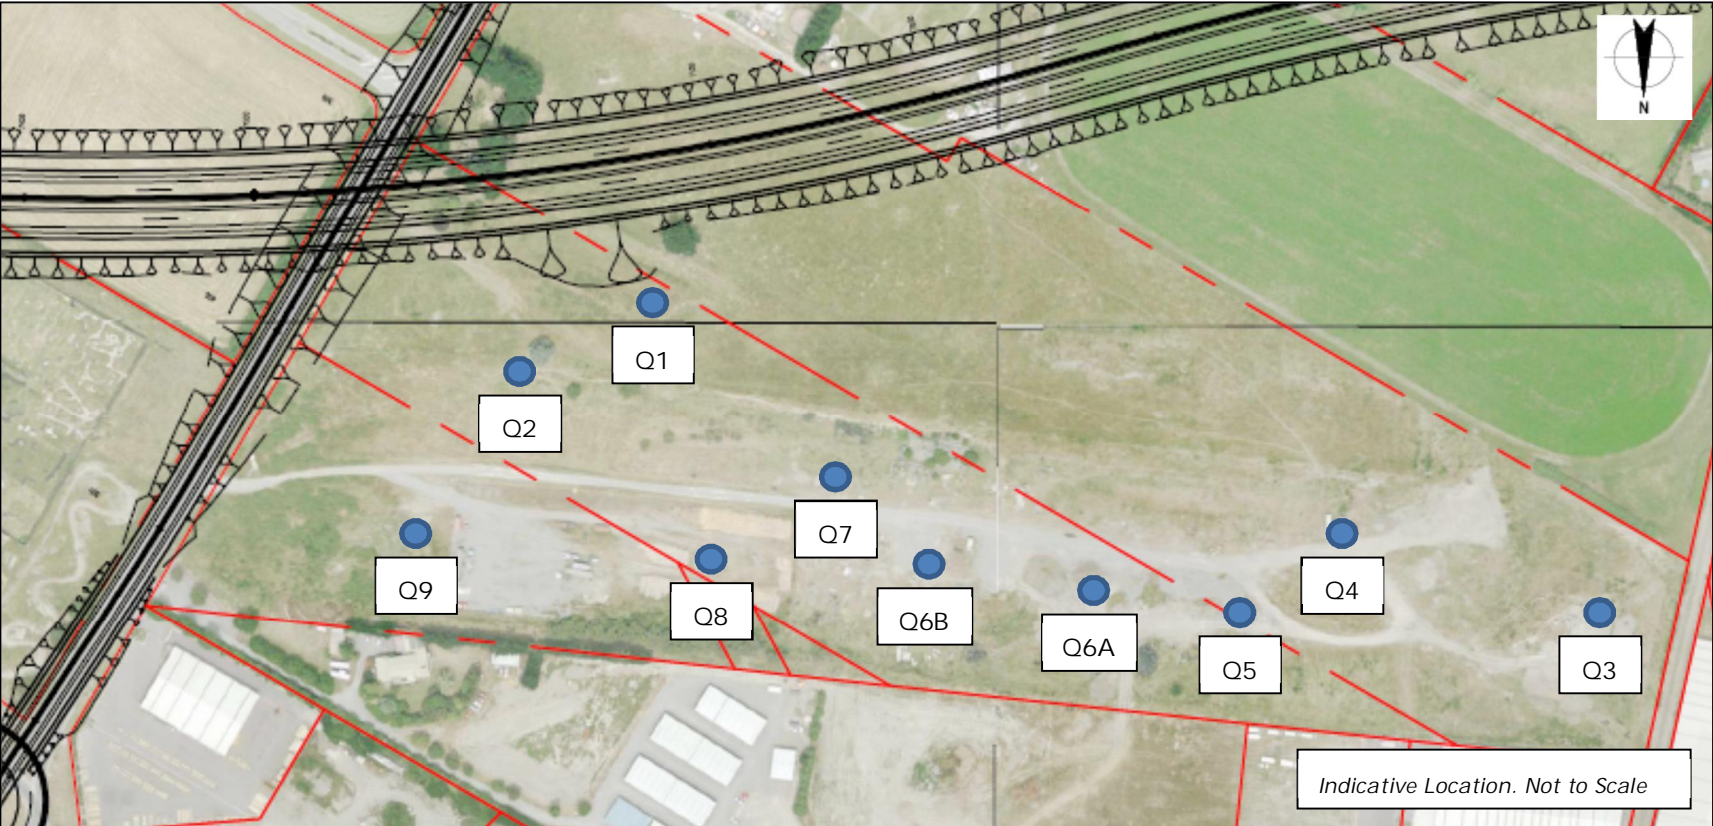 N
Q1
Q2
Q7
Q4
Q9
Q8
Q6B
Q6A
Q5
Q3
Indicative Location. Not to Scale